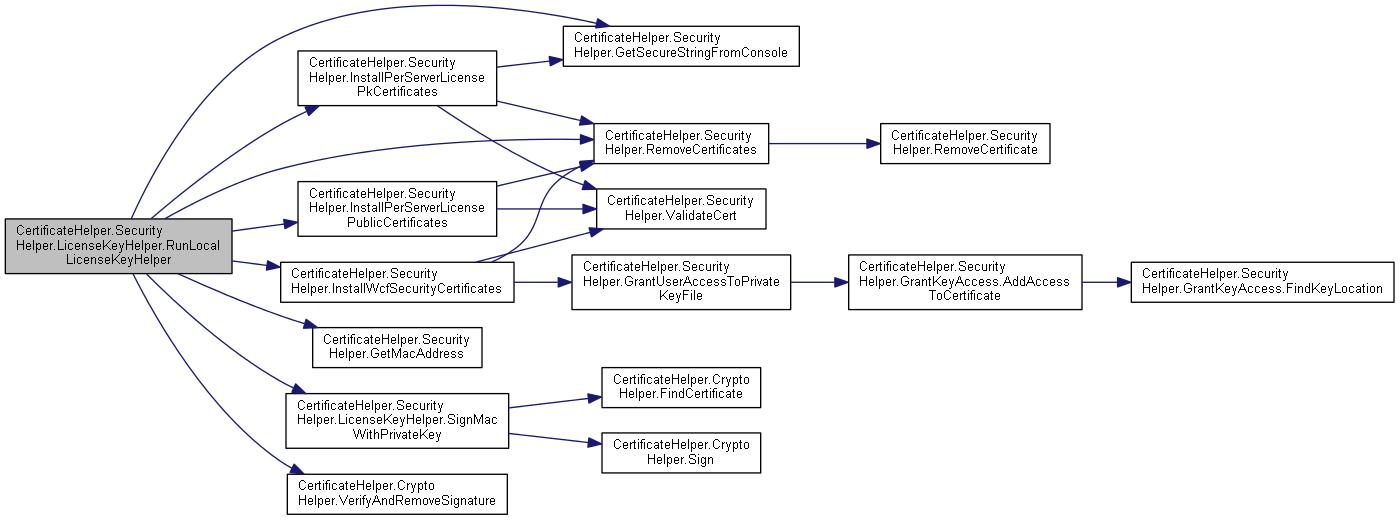 CertificateHelper.Security
Helper.GetSecureStringFromConsole
CertificateHelper.Security
Helper.InstallPerServerLicense
PkCertificates
CertificateHelper.Security
Helper.RemoveCertificates
CertificateHelper.Security
Helper.RemoveCertificate
CertificateHelper.Security
Helper.InstallPerServerLicense
PublicCertificates
CertificateHelper.Security
Helper.ValidateCert
CertificateHelper.Security
Helper.LicenseKeyHelper.RunLocal
LicenseKeyHelper
CertificateHelper.Security
Helper.InstallWcfSecurityCertificates
CertificateHelper.Security
Helper.GrantUserAccessToPrivate
KeyFile
CertificateHelper.Security
Helper.GrantKeyAccess.AddAccess
ToCertificate
CertificateHelper.Security
Helper.GrantKeyAccess.FindKeyLocation
CertificateHelper.Security
Helper.GetMacAddress
CertificateHelper.Security
Helper.LicenseKeyHelper.SignMac
WithPrivateKey
CertificateHelper.Crypto
Helper.FindCertificate
CertificateHelper.Crypto
Helper.Sign
CertificateHelper.Crypto
Helper.VerifyAndRemoveSignature